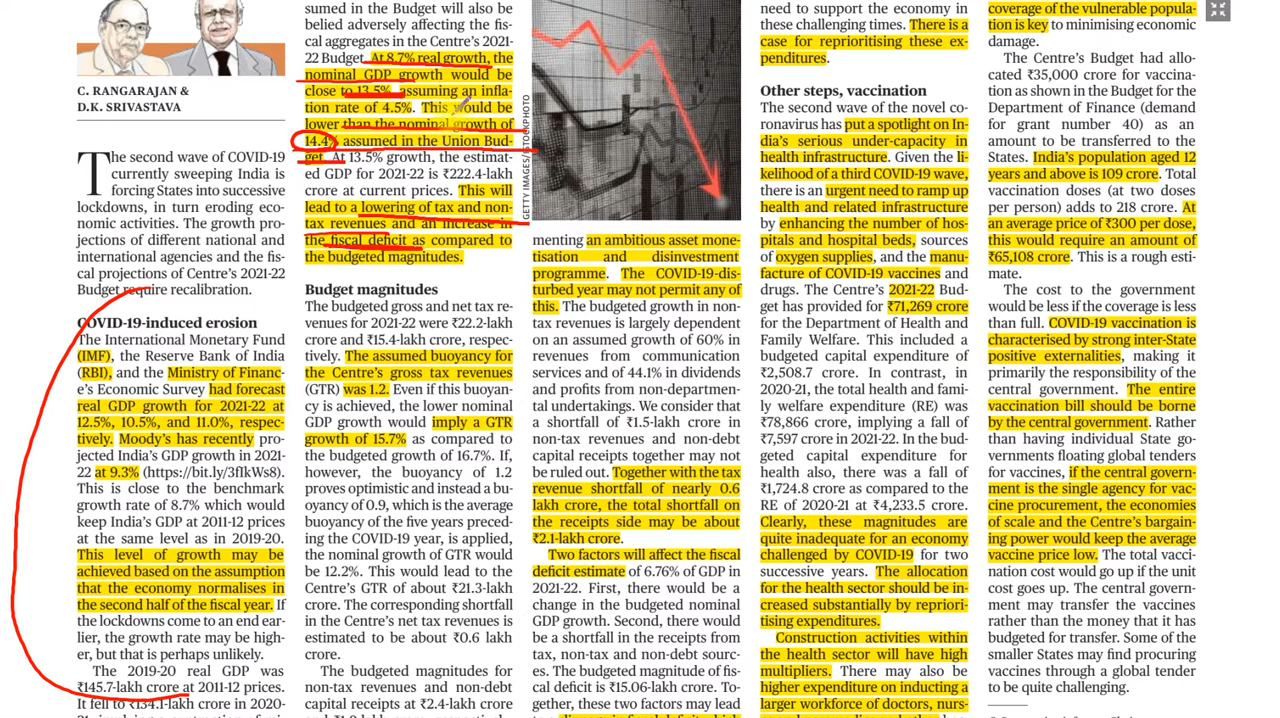 C. RANGARAJAN &
D.K. SRIVASTAVA
The second wave of COVID-19
currently sweeping India is
forcing States into successive
lockdowns, in turn eroding eco-
nomic activities. The growth pro-
jections of different national and
international agencies and the fis-
cal projections of Centre's 2021-22
Budget require recalibration.
COVID-19-induced erosion
The International Monetary Fund
(IMF), the Reserve Bank of India
(RBI), and the Ministry of Financ-
e's Economic Survey had forecast
real GDP growth for 2021-22 at
12.5%, 10.5%, and 11.0%, respec-
tively. Moody's has recently pro-
jected India's GDP growth in 2021-
22 at 9.3% (https://bit.ly/3flkWs8).
This is close to the benchmark
growth rate of 8.7% which would
keep India's GDP at 2011-12 prices
at the same level as in 2019-20.
This level of growth may be
achieved based on the assumption
that the economy normalises in
the second half of the fiscal year. If
the lockdowns come to an end ear-
lier, the growth rate may be high-
er, but that is perhaps unlikely.
The 2019-20 real GDP was
₹145.7-lakh crore at 2011-12 prices.
It fell to ₹134.1-lakh crore in 2020-
sumed in the Budget will also be
belied adversely affecting the fis-
cal aggregates in the Centre's 2021-
22 Budget. At 8.7% real growth, the
nominal GDP growth would be
close to 13.5%, assuming an infla-
tion rate of 4.5%. This would be
lower than the nominal growth of
14.4% assumed in the Union Bud-
get. At 13.5% growth, the estimat-
ed GDP for 2021-22 is ₹222.4-lakh
crore at current prices. This will
lead to a lowering of tax and non-
tax revenues and an increase in
the fiscal deficit as compared to
the budgeted magnitudes.
Budget magnitudes
The budgeted gross and net tax re-
venues for 2021-22 were ₹22.2-lakh
crore and ₹15.4-lakh crore, respec-
tively. The assumed buoyancy for
the Centre's gross tax revenues
(GTR) was 1.2. Even if this buoyan-
cy is achieved, the lower nominal
GDP growth would imply a GTR
growth of 15.7% as compared to
the budgeted growth of 16.7%. If,
however, the buoyancy of 1.2
proves optimistic and instead a bu-
oyancy of 0.9, which is the average
buoyancy of the five years preced-
ing the COVID-19 year, is applied,
the nominal growth of GTR would
be 12.2%. This would lead to the
Centre's GTR of about ₹21.3-lakh
crore. The corresponding shortfall
in the Centre's net tax revenues is
estimated to be about ₹0.6 lakh
crore.
The budgeted magnitudes for
non-tax revenues and non-debt
capital receipts at ₹2.4-lakh crore
GETTY IMAGES/ISTOCKPHOTO
menting an ambitious asset mone-
tisation and disinvestment
programme. The COVID-19-dis-
turbed year may not permit any of
this. The budgeted growth in non-
tax revenues is largely dependent
on an assumed growth of 60% in
revenues from communication
services and of 44.1% in dividends
and profits from non-departmen-
tal undertakings. We consider that
a shortfall of ₹1.5-lakh crore in
non-tax revenues and non-debt
capital receipts together may not
be ruled out. Together with the tax
revenue shortfall of nearly 0.6
lakh crore, the total shortfall on
the receipts side may be about
₹2.1-lakh crore.
Two factors will affect the fiscal
deficit estimate of 6.76% of GDP in
2021-22. First, there would be a
change in the budgeted nominal
GDP growth. Second, there would
be a shortfall in the receipts from
tax, non-tax and non-debt sourc-
es. The budgeted magnitude of fis-
cal deficit is ₹15.06-lakh crore. To-
gether, these two factors may lead
need to support the economy in
these challenging times. There is a
case for reprioritising these ex-
penditures.
Other steps, vaccination
The second wave of the novel co-
ronavirus has put a spotlight on In-
dia's serious under-capacity in
health infrastructure. Given the li-
kelihood of a third COVID-19 wave,
there is an urgent need to ramp up
health and related infrastructure
by enhancing the number of hos-
pitals and hospital beds, sources
of oxygen supplies, and the manu-
facture of COVID-19 vaccines and
drugs. The Centre's 2021-22 Bud-
get has provided for ₹71,269 crore
for the Department of Health and
Family Welfare. This included a
budgeted capital expenditure of
₹2,508.7 crore. In contrast, in
2020-21, the total health and fami-
ly welfare expenditure (RE) was
₹78,866 crore, implying a fall of
₹7,597 crore in 2021-22. In the bud-
geted capital expenditure for
health also, there was a fall of
₹1,724.8 crore as compared to the
RE of 2020-21 at ₹4,233.5 crore.
Clearly, these magnitudes are
quite inadequate for an economy
challenged by COVID-19 for two
successive years. The allocation
for the health sector should be in-
creased substantially by repriori-
tising expenditures.
Construction activities within
the health sector will have high
multipliers. There may also be
higher expenditure on inducting a
larger workforce of doctors, nurs-
coverage of the vulnerable popula-
tion is key to minimising economic
damage.
The Centre's Budget had allo-
cated ₹35,000 crore for vaccina-
tion as shown in the Budget for the
Department of Finance (demand
for grant number 40) as an
amount to be transferred to the
States. India's population aged 12
years and above is 109 crore. Total
vaccination doses (at two doses
per person) adds to 218 crore. At
an average price of ₹300 per dose,
this would require an amount of
₹65,108 crore. This is a rough esti-
mate.
The cost to the government
would be less if the coverage is less
than full. COVID-19 vaccination is
characterised by strong inter-State
positive externalities, making it
primarily the responsibility of the
central government. The entire
vaccination bill should be borne
by the central government. Rather
than having individual State go-
vernments floating global tenders
for vaccines, if the central govern-
ment is the single agency for vac-
cine procurement, the economies
of scale and the Centre's bargain-
ing power would keep the average
vaccine price low. The total vacci-
nation cost would go up if the unit
cost goes up. The central govern-
ment may transfer the vaccines
rather than the money that it has
budgeted for transfer. Some of the
smaller States may find procuring
vaccines through a global tender
to be quite challenging.